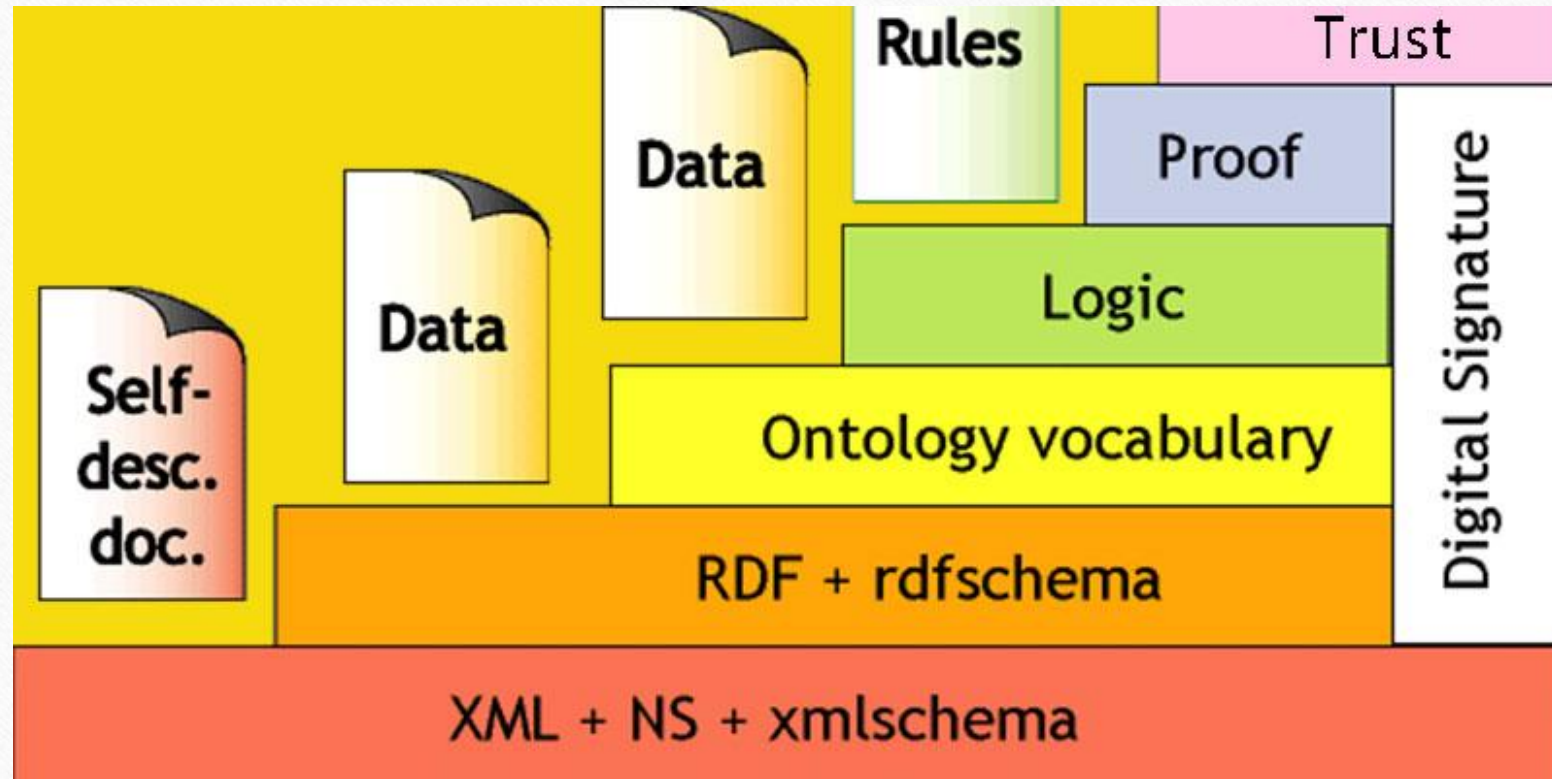 Rules
Trust
Data
Proof
Data
Logic
Self-
desc.
doc.
Ontology vocabulary
Digital Signature
RDF + rdfschema
XML + NS + xmlschema